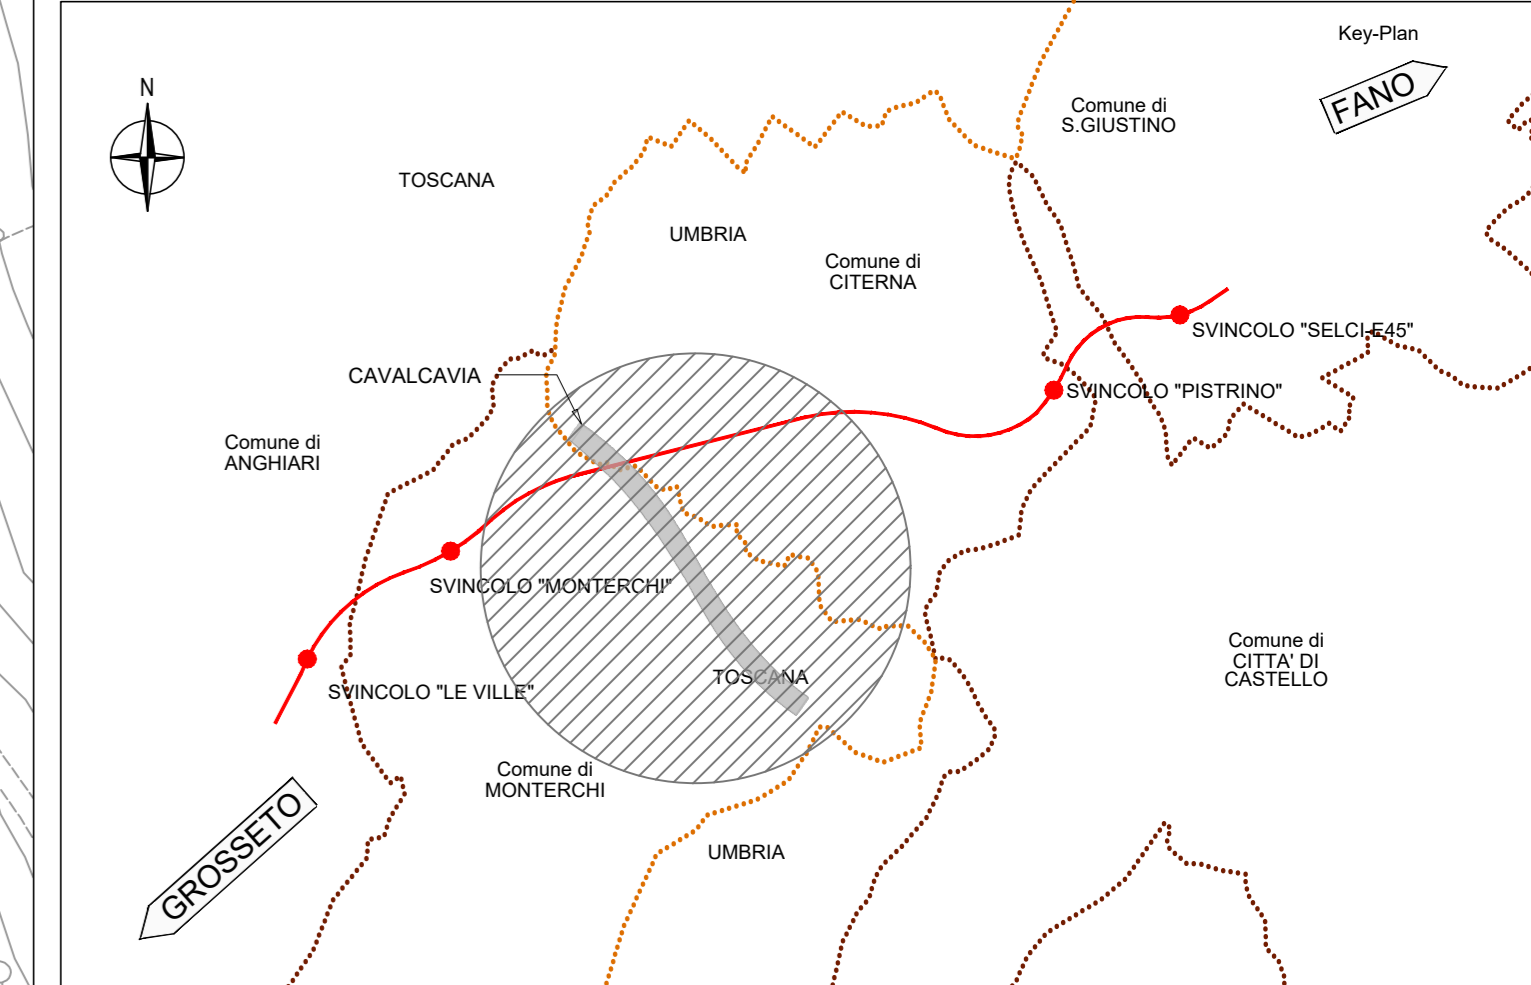 Key-Plan
FANO
N
Comune di
S.GIUSTINO
TOSCANA
UMBRIA
Comune di
CITERNA
SVINCOLO "SELCI-E45"
CAVALCAVIA
SVINCOLO "PISTRINO"
Comune di
ANGHIARI
SVINCOLO "MONTERCHI"
Comune di
CITTA' DI
CASTELLO
TOSCANA
SVINCOLO "LE VILLE"
Comune di
MONTERCHI
GROSSETO
UMBRIA